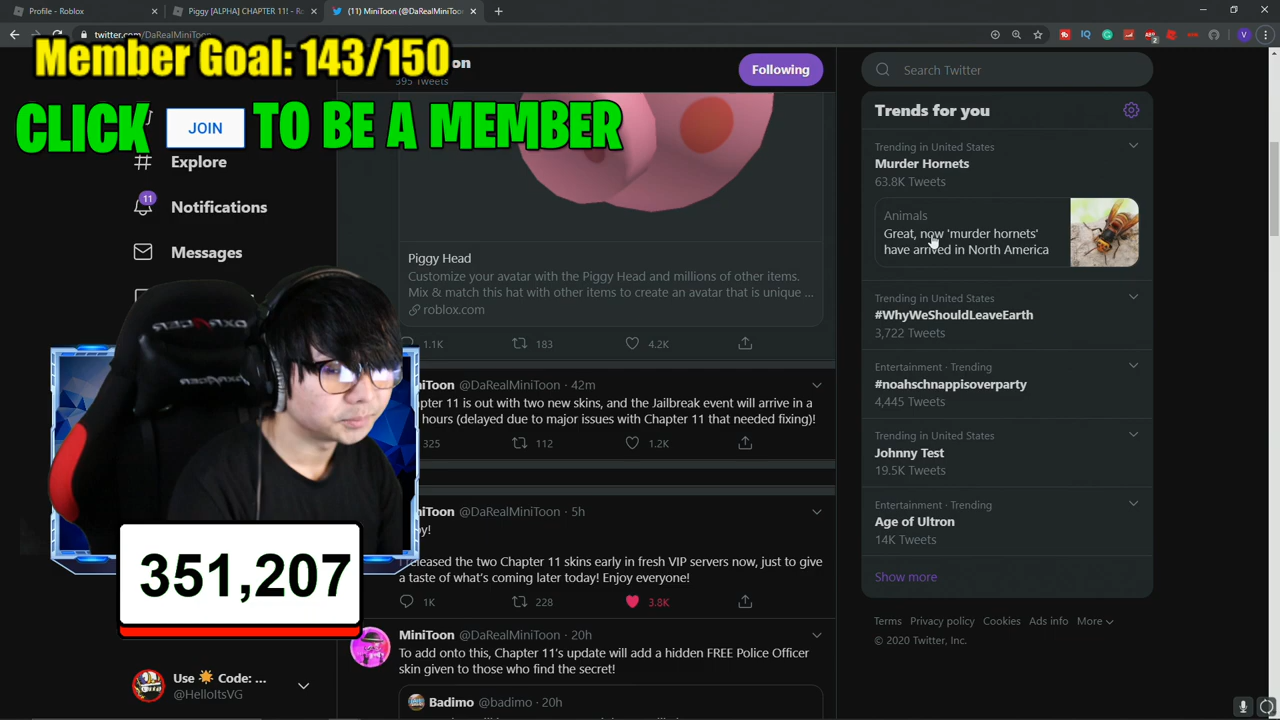 Profile - Roblox
Piggy [ALPHA] CHAPTER 11! - Ro
(11) MiniToon (@DaRealMiniToon
twitter.com/DaRealMiniToon
Member Goal: 143/150
CLICK JOIN TO BE A MEMBER
395 Tweets
Following
Search Twitter
Explore
Notifications
11
Messages
Piggy Head
Customize your avatar with the Piggy Head and millions of other items.
Mix & match this hat with other items to create an avatar that is unique ...
roblox.com
1.1K 183 4.2K
@DaRealMiniToon · 42m
11 is out with two new skins, and the Jailbreak event will arrive in a
hours (delayed due to major issues with Chapter 11 that needed fixing)!
325 112 1.2K
@DaRealMiniToon · 5h
released the two Chapter 11 skins early in fresh VIP servers now, just to give
a taste of what's coming later today! Enjoy everyone!
1K 228 3.8K
MiniToon @DaRealMiniToon · 20h
To add onto this, Chapter 11's update will add a hidden FREE Police Officer
skin given to those who find the secret!
Badimo @badimo · 20h
351,207
Use Code: ...
@HelloItsVG
Trends for you
Trending in United States
Murder Hornets
63.8K Tweets
Animals
Great, now 'murder hornets'
have arrived in North America
Trending in United States
#WhyWeShouldLeaveEarth
3,722 Tweets
Entertainment · Trending
#noahschnappisoverparty
4,445 Tweets
Trending in United States
Johnny Test
19.5K Tweets
Entertainment · Trending
Age of Ultron
14K Tweets
Show more
Terms Privacy policy Cookies Ads info More
© 2020 Twitter, Inc.